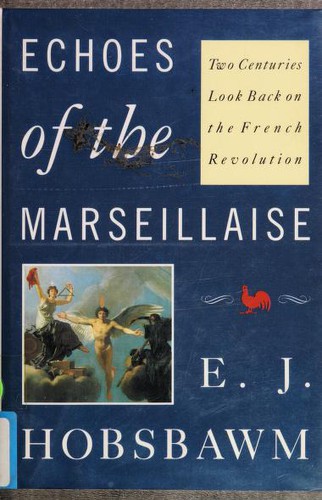 ECHOES
of the
MARSEILLAISE
Two Centuries
Look Back on
the French
Revolution
E. J.
HOBSBAWM